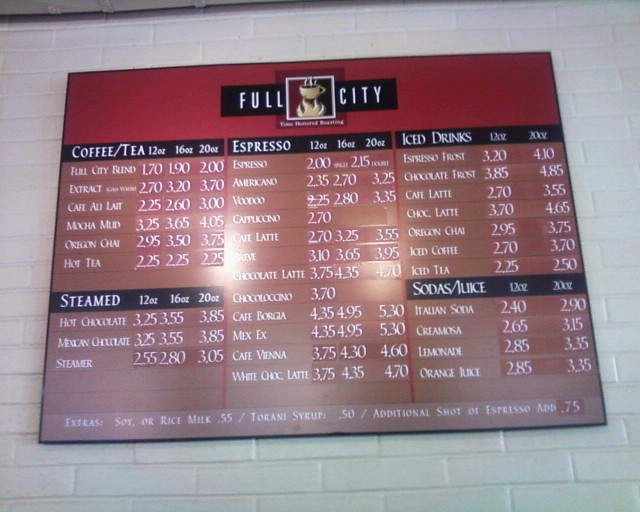 FULL CITY
Time Honored Roasting
COFFEE/TEA 12oz 16oz 20oz
FULL CITY BLEND 1.70 1.90 2.00
EXTRACT 2.70 3.20 3.70
CAFE AU LAIT 2.25 2.60 3.00
MOCHA MUD 3.25 3.65 4.05
OREGON CHAI 2.95 3.50 3.75
HOT TEA 2.25 2.25 2.25
STEAMED 12oz 16oz 20oz
HOT CHOCOLATE 3.25 3.55 3.85
MEXICAN CHOCOLATE 3.25 3.55 3.85
STEAMER 2.55 2.80 3.05
ESPRESSO 12oz 16oz 20oz
ESPRESSO 2.00 SINGLE 2.15 DOUBLE
AMERICANO 2.35 2.70 3.25
VOODOO 2.25 2.80 3.35
CAPPUCCINO 2.70
CAFE LATTE 2.70 3.25 3.55
BREVE 3.10 3.65 3.95
CHOCOLATE LATTE 3.75 4.35 4.70
CHOCOLOCCINO 3.70
CAFE BORGIA 4.35 4.95 5.30
MEX EX 4.35 4.95 5.30
CAFE VIENNA 3.75 4.30 4.60
WHITE CHOC. LATTE 3.75 4.35 4.70
ICED DRINKS 12oz 20oz
ESPRESSO FROST 3.20 4.10
CHOCOLATE FROST 3.85 4.85
CAFE LATTE 2.70 3.55
CHOC. LATTE 3.70 4.65
OREGON CHAI 2.95 3.75
ICED COFFEE 2.70 3.70
ICED TEA 2.25 2.50
SODAS/JUICE 12oz 20oz
ITALIAN SODA 2.40 2.90
CREAMOSA 2.65 3.15
LEMONADE 2.85 3.35
ORANGE JUICE 2.85 3.35
EXTRAS: SOY, OR RICE MILK .55 / TORANI SYRUP: .50 / ADDITIONAL SHOT OF ESPRESSO ADD .75